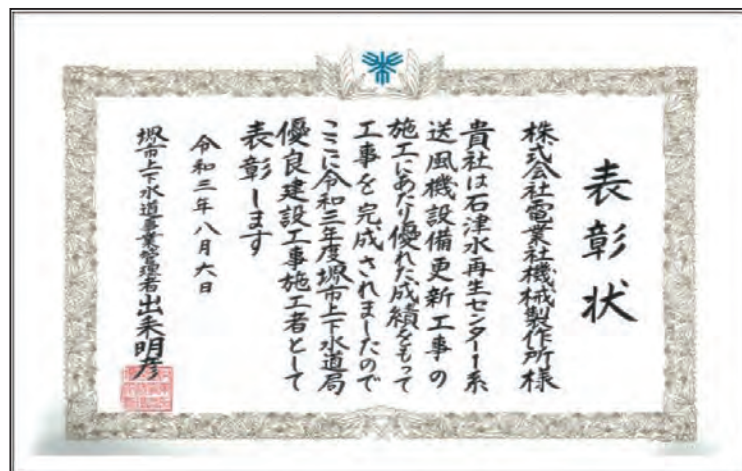 表彰状
株式会社電業社機械製作所様
貴社は石津水再生センター1系
送風機設備更新工事の
施工にあたり優れた成績をもって
工事を完成されましたので
ここに令和三年度堺市上下水道局
優良建設工事施工者として
表彰します
令和三年八月六日
堺市上下水道事業管理者出耒明彦